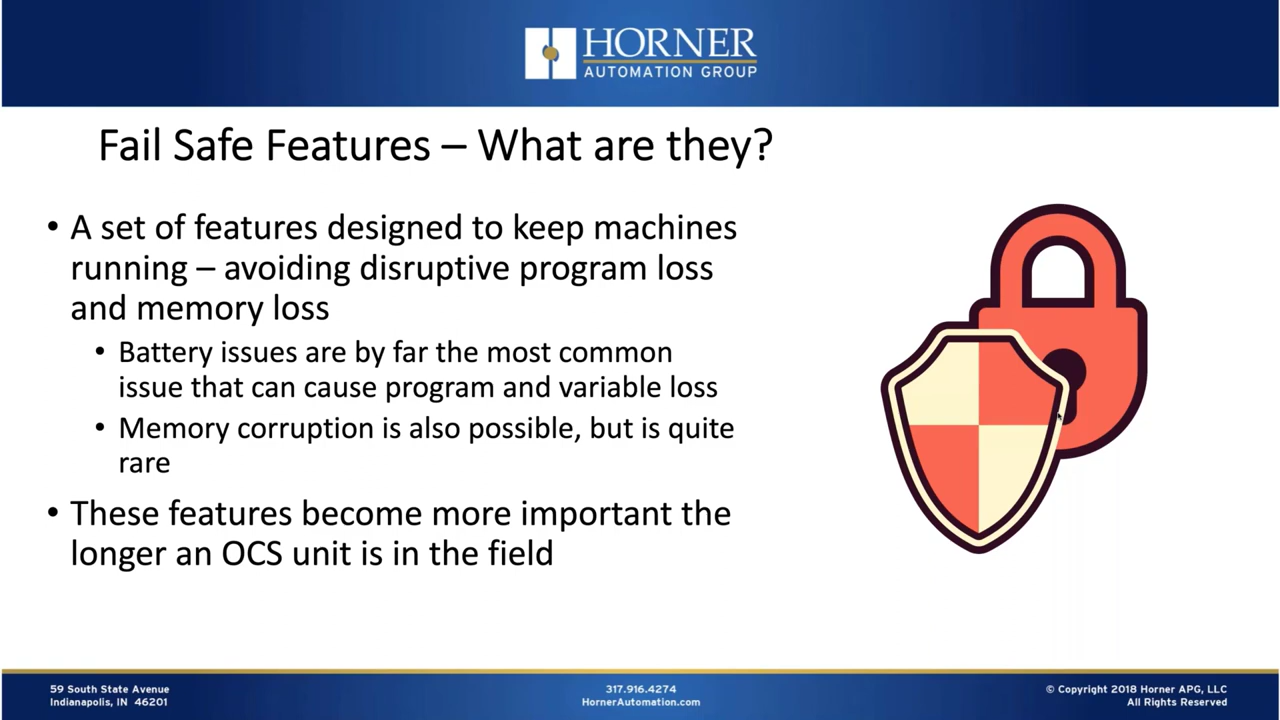 HORNER
AUTOMATION GROUP
Fail Safe Features – What are they?
• A set of features designed to keep machines
running – avoiding disruptive program loss
and memory loss
• Battery issues are by far the most common
issue that can cause program and variable loss
• Memory corruption is also possible, but is quite
rare
• These features become more important the
longer an OCS unit is in the field
59 South State Avenue
Indianapolis, IN 46201
317.916.4274
HornerAutomation.com
© Copyright 2018 Horner APG, LLC
All Rights Reserved